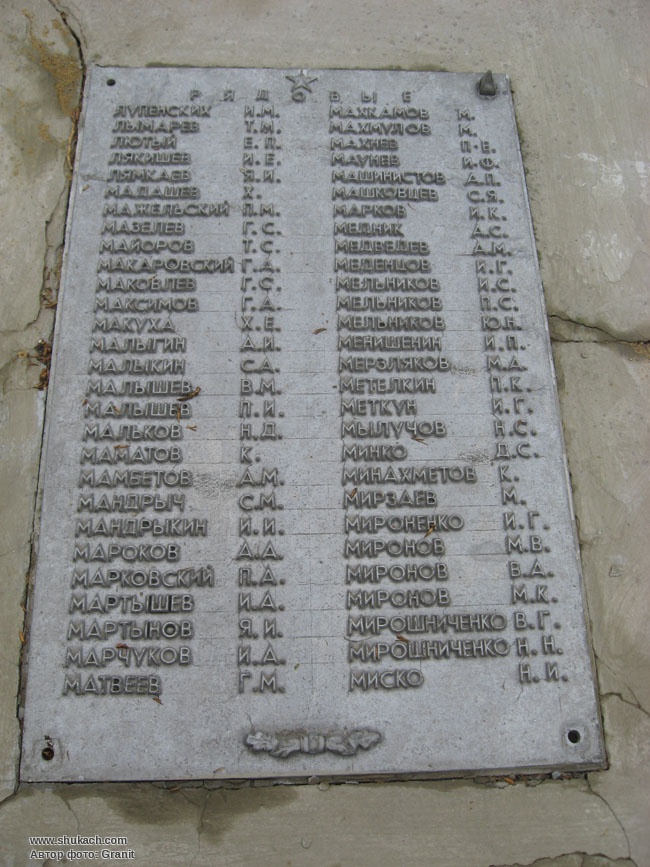 РЯДОВЫЕ
ЛУПЕНСКИХ И.М.
ЛЫМАРЕВ Т.И.
ЛЮТЫЙ Е.П.
ЛЯКИШЕВ И.Е.
ЛЯМКАЕВ Я.И.
МАДАШЕВ Х.
МАЖЕЛЬСКИЙ П.М.
МАЗЕЛЕВ Г.С.
МАЙОРОВ Т.С.
МАКАРОВСКИЙ Г.А.
МАКОВЛЕВ Г.С.
МАКСИМОВ Г.А.
МАКУХА Х.Е.
МАЛЫГИН А.И.
МАЛЫКИН С.А.
МАЛЫШЕВ В.М.
МАЛЫШЕВ П.И.
МАЛЬКОВ Н.Д.
МАМАТОВ К.
МАМБЕТОВ А.М.
МАНДРЫЧ С.М.
МАНДРЫКИН И.И.
МАРОКОВ А.А.
МАРКОВСКИЙ П.А.
МАРТЫШЕВ И.А.
МАРТЫНОВ Я.И.
МАРЧУКОВ И.А.
МАТВЕЕВ Г.М.
МАХКАМОВ М.
МАХМУЛОВ М.
МАХНЕВ П.Е.
МАУНЕВ И.Ф.
МАШИНИСТОВ Д.П.
МАШКОВЦЕВ С.Я.
МАРКОВ И.К.
МЕДНИК А.С.
МЕДВЕДЕВ А.М.
МЕДЕНЦОВ И.Г.
МЕЛЬНИКОВ И.С.
МЕЛЬНИКОВ П.С.
МЕЛЬНИКОВ Ю.Н.
МЕНИШЕНИН И.П.
МЕРЗЛЯКОВ М.Д.
МЕТЕЛКИН П.К.
МЕТКУН И.Г.
МЫЛУЧОВ Н.С.
МИНКО Д.С.
МИНАХМЕТОВ К.
МИРЗАЕВ М.
МИРОНЕНКО И.Г.
МИРОНОВ М.В.
МИРОНОВ В.Д.
МИРОНОВ М.К.
МИРОШНИЧЕНКО В.Г.
МИРОШНИЧЕНКО Н.Н.
МИСКО Н.И.
www.shukach.com
Автор фото: Granit